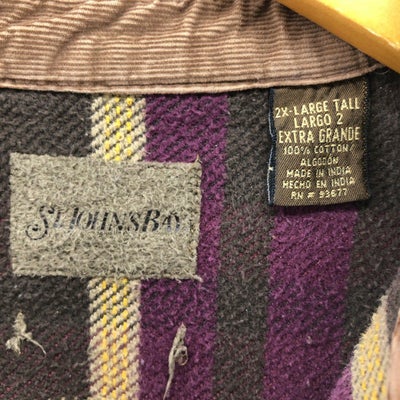 St. John's Bay
2X-LARGE TALL
LARGO 2
EXTRA GRANDE
100% COTTON/
ALGODÓN
MADE IN INDIA
HECHO EN INDIA
RN # 93677